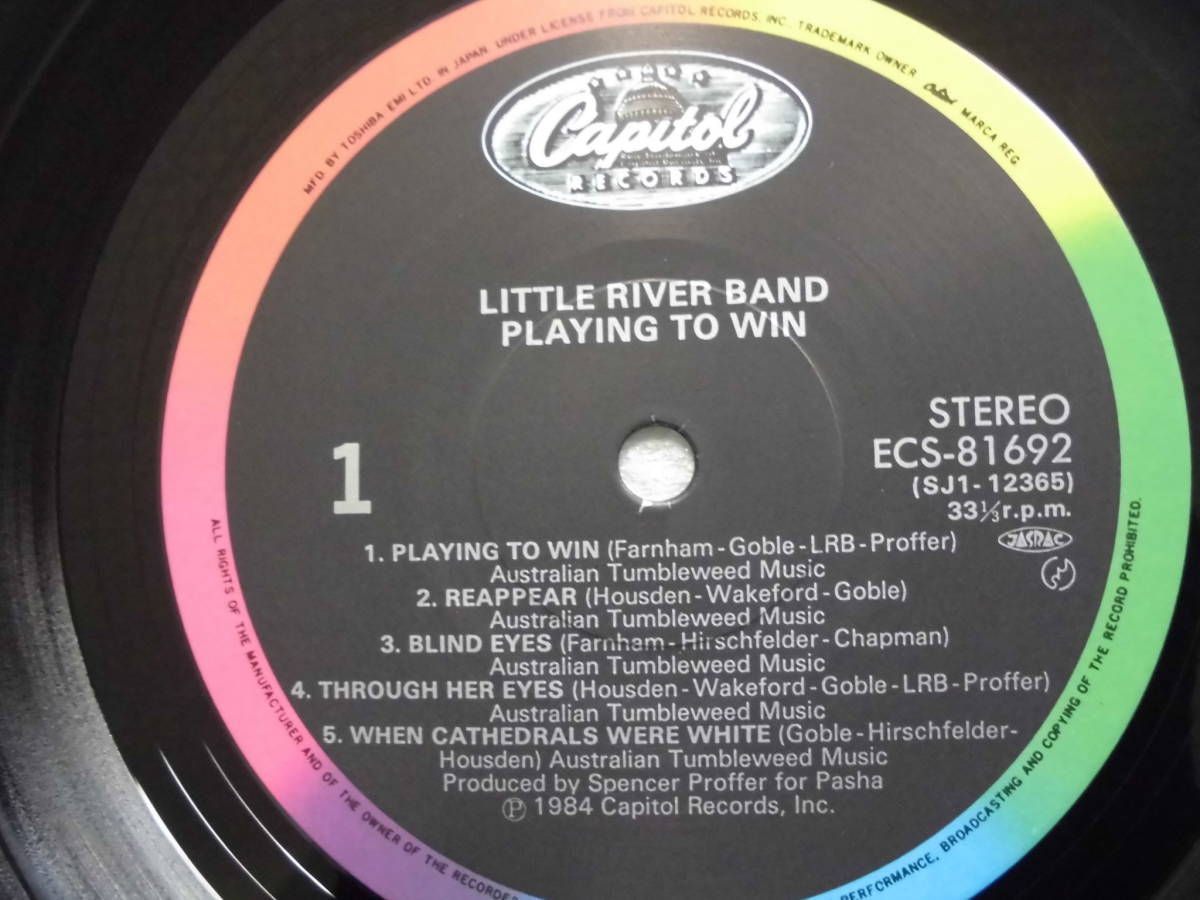 MFD. BY TOSHIBA EMI LTD. IN JAPAN UNDER LICENSE FROM CAPITOL RECORDS, INC., TRADEMARK OWNER Capitol MARCA REG.
Capitol
RECORDS
LITTLE RIVER BAND
PLAYING TO WIN
STEREO
ECS-81692
(SJ1-12365)
33⅓ r.p.m.
JASRAC
1
1. PLAYING TO WIN (Farnham-Goble-LRB-Proffer)
Australian Tumbleweed Music
2. REAPPEAR (Housden-Wakeford-Goble)
Australian Tumbleweed Music
3. BLIND EYES (Farnham-Hirschfelder-Chapman)
Australian Tumbleweed Music
4. THROUGH HER EYES (Housden-Wakeford-Goble-LRB-Proffer)
Australian Tumbleweed Music
5. WHEN CATHEDRALS WERE WHITE (Goble-Hirschfelder-
Housden) Australian Tumbleweed Music
Produced by Spencer Proffer for Pasha
℗ 1984 Capitol Records, Inc.
ALL RIGHTS OF THE MANUFACTURER AND OF THE OWNER OF THE RECORDED
PERFORMANCE, BROADCASTING AND COPYING OF THE RECORD PROHIBITED.